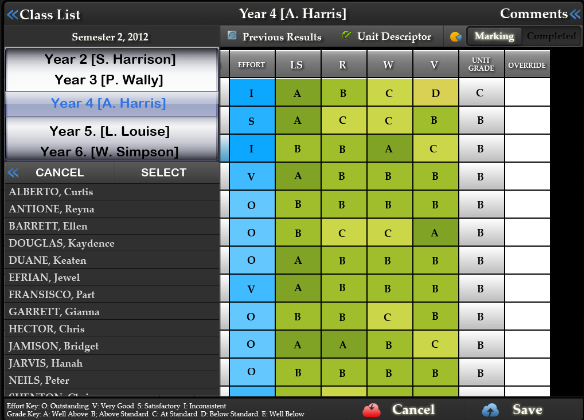 «Class List Year 4 [A. Harris] Comments«
Semester 2, 2012 Previous Results Unit Descriptor Marking Completed
Year 2 [S. Harrison]
Year 3 [P. Wally]
Year 4 [A. Harris]
Year 5. [L. Louise]
Year 6. [W. Simpson]
« CANCEL SELECT
ALBERTO, Curtis
ANTIONE, Reyna
BARRETT, Ellen
DOUGLAS, Kaydence
DUANE, Keaten
EFRIAN, Jewel
FRANSISCO, Part
GARRETT, Gianna
HECTOR, Chris
JAMISON, Bridget
JARVIS, Hanah
NEILS, Peter
EFFORT LS R W V UNIT GRADE OVERRIDE
I A B C D C
S A C C B B
I B B A C B
V A B B B B
O B B B B B
O B C C A B
O A B B B B
V A B B B B
O B B C B B
O A A B C B
O B B B B B
Effort Key: O: Outstanding V: Very Good S: Satisfactory I: Inconsistent
Grade Key: A: Well Above B: Above Standard C: At Standard D: Below Standard E: Well Below
Cancel Save